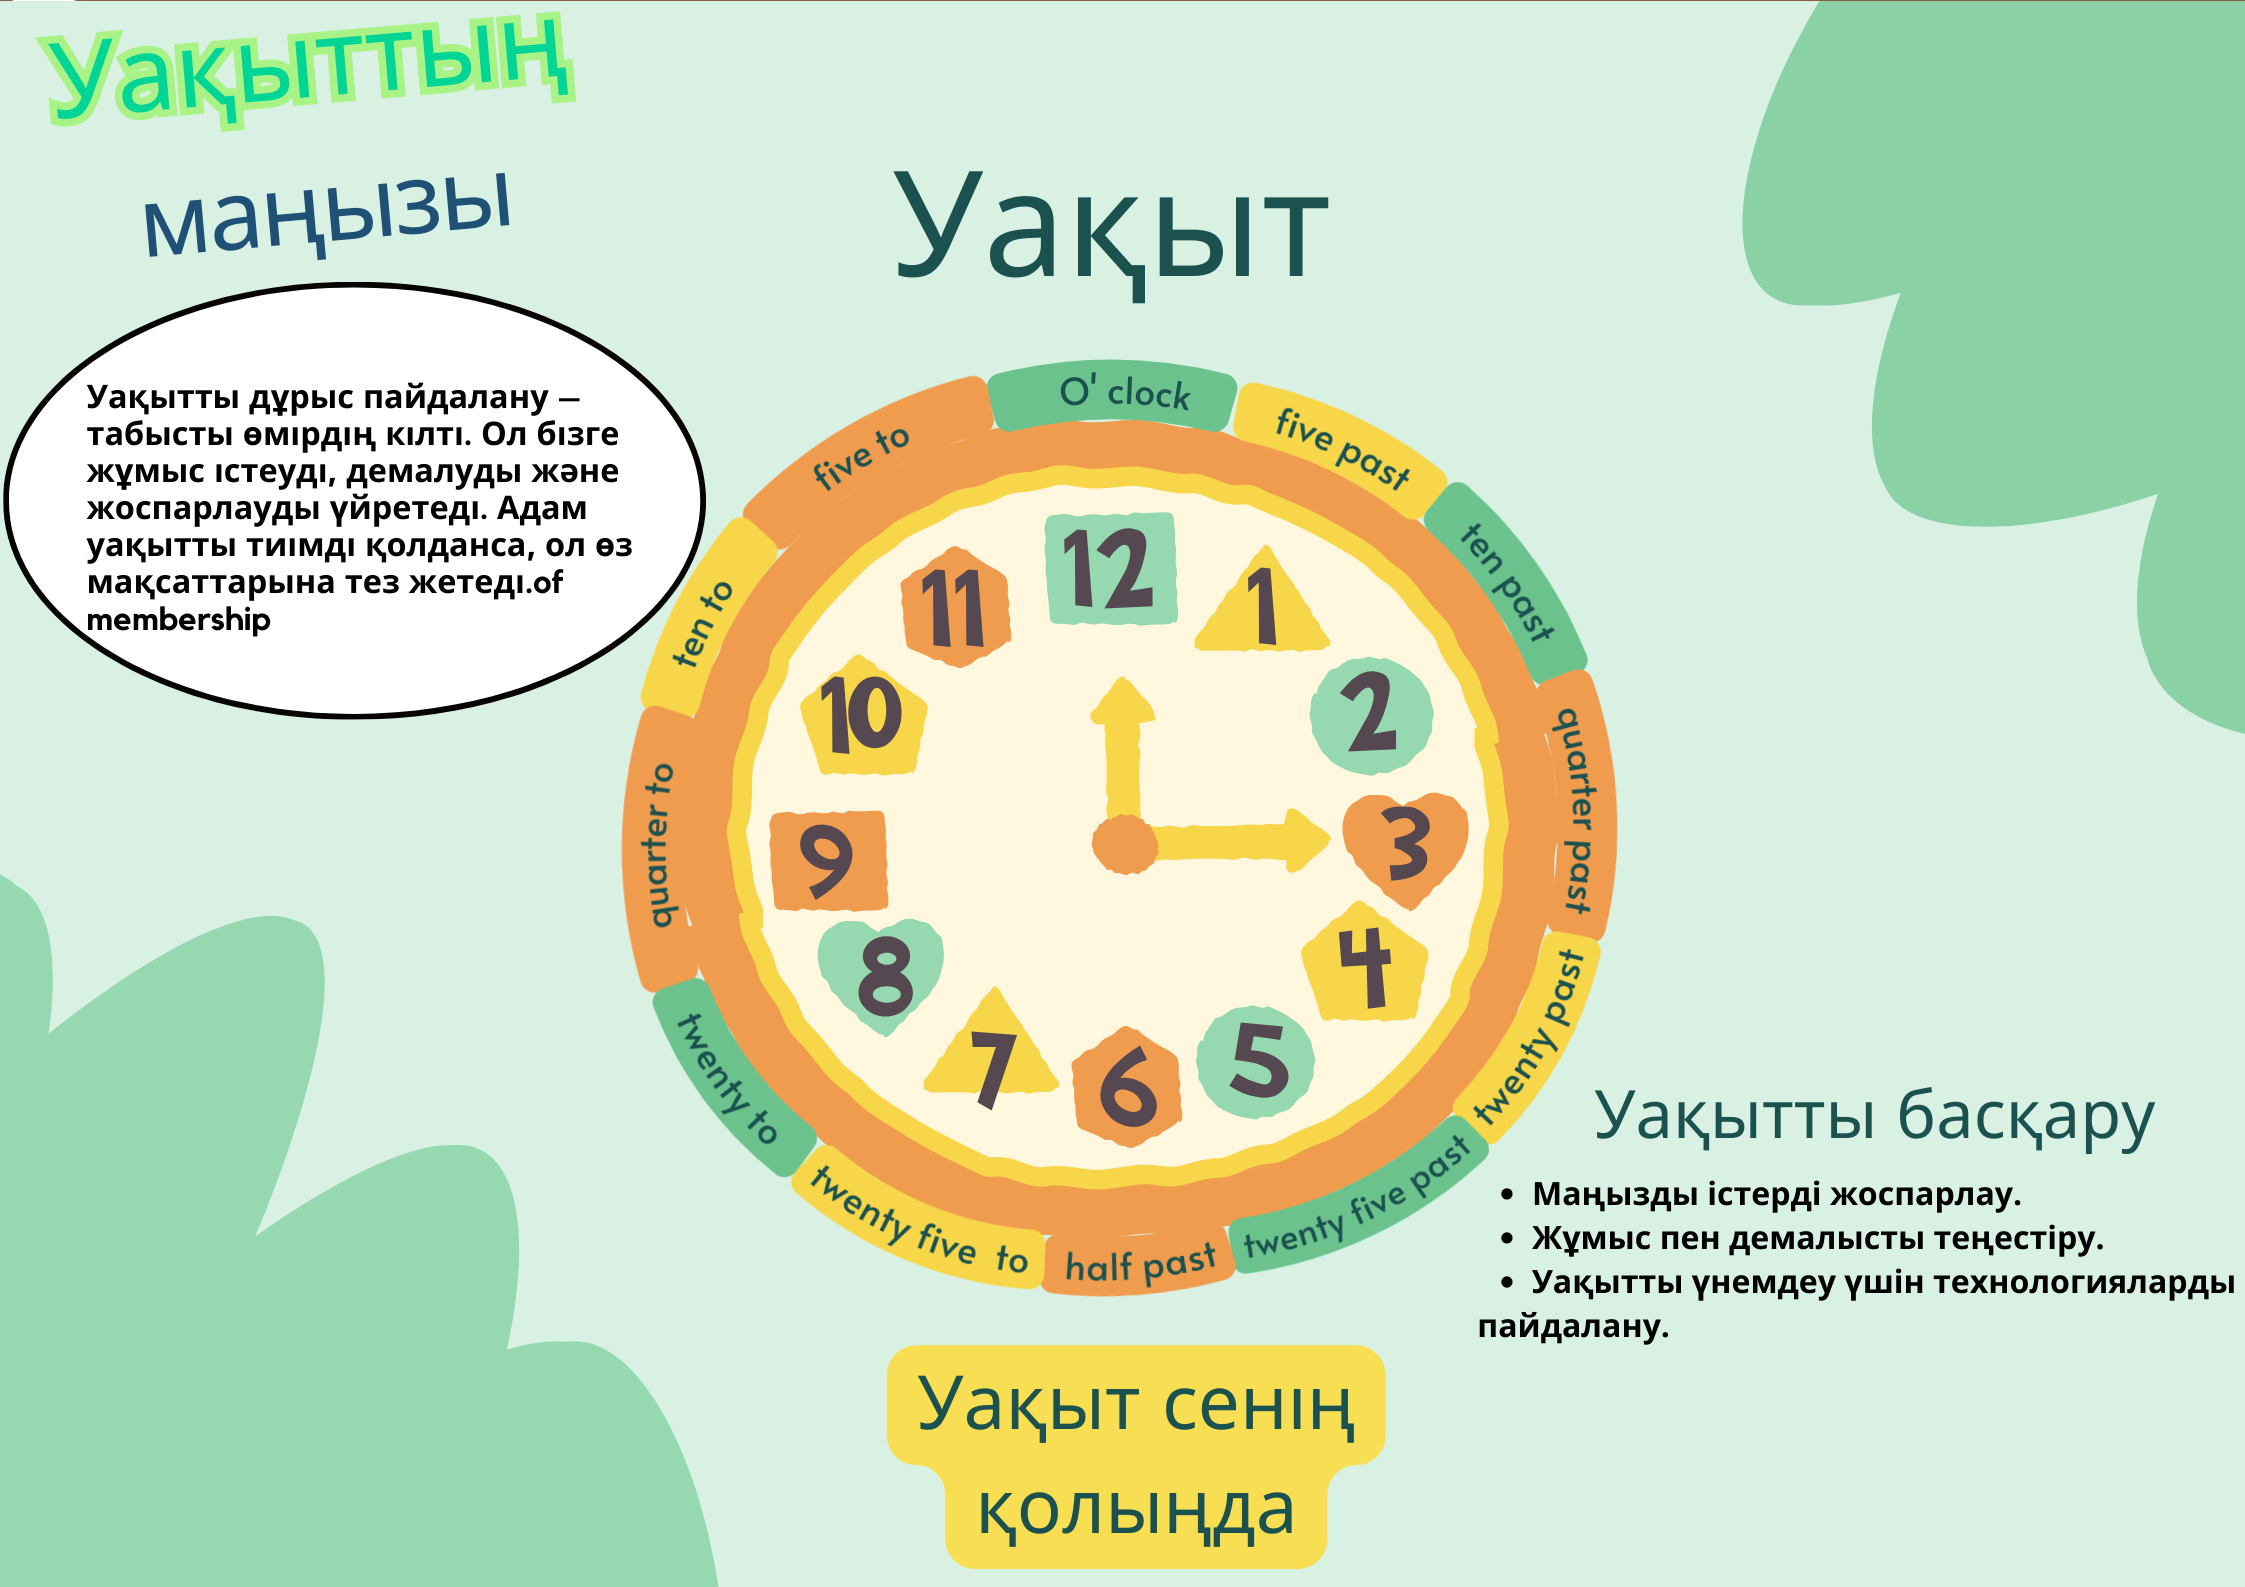 Уақыттың
маңызы
Уақыт
Уақытты дұрыс пайдалану —
табысты өмірдің кілті. Ол бізге
жұмыс істеуді, демалуды және
жоспарлауды үйретеді. Адам
уақытты тиімді қолданса, ол өз
мақсаттарына тез жетеді.of
membership
O' clock
five past
ten past
quarter past
twenty past
twenty five past
half past
twenty five to
twenty to
quarter to
ten to
five to
12
1
2
3
4
5
6
7
8
9
10
11
Уақытты басқару
• Маңызды істерді жоспарлау.
• Жұмыс пен демалысты теңестіру.
• Уақытты үнемдеу үшін технологияларды
пайдалану.
Уақыт сенің
қолыңда